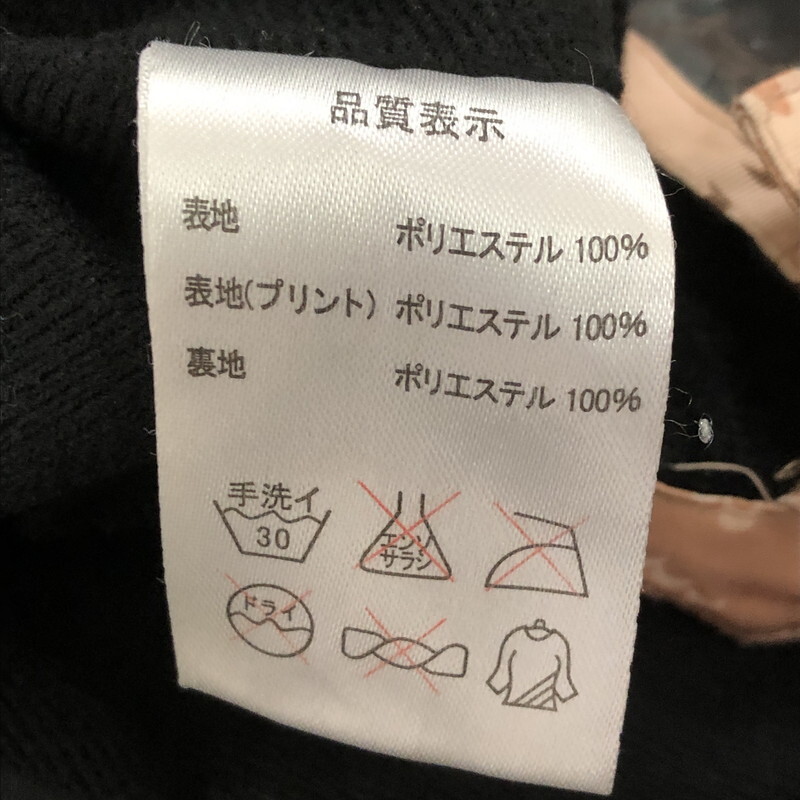 品質表示
表地 ポリエステル 100%
表地(プリント) ポリエステル 100%
裏地 ポリエステル 100%
手洗イ
30
エンソ
サラシ
ドライ